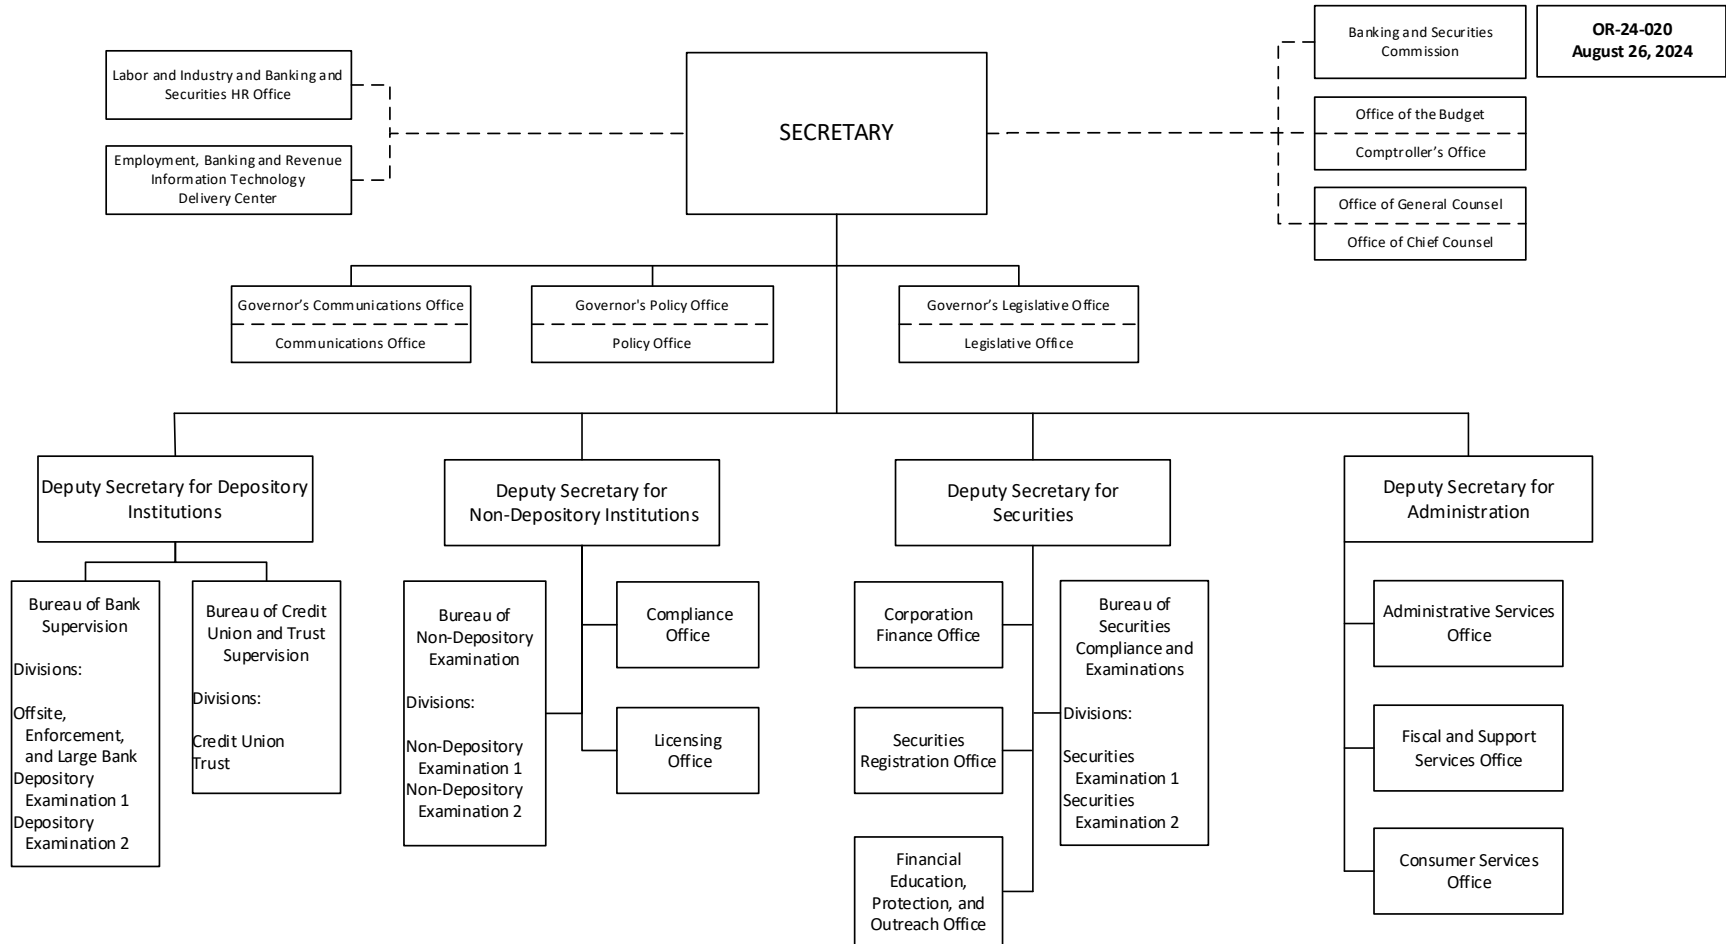 Labor and Industry and Banking and
Securities HR Office
Employment, Banking and Revenue
Information Technology
Delivery Center
SECRETARY
Banking and Securities
Commission
OR-24-020
August 26, 2024
Office of the Budget
Comptroller’s Office
Office of General Counsel
Office of Chief Counsel
Governor’s Communications Office
Communications Office
Governor's Policy Office
Policy Office
Governor’s Legislative Office
Legislative Office
Deputy Secretary for Depository
Institutions
Deputy Secretary for
Non-Depository Institutions
Deputy Secretary for
Securities
Deputy Secretary for
Administration
Bureau of Bank
Supervision
Divisions:
Offsite,
Enforcement,
and Large Bank
Depository
Examination 1
Depository
Examination 2
Bureau of Credit
Union and Trust
Supervision
Divisions:
Credit Union
Trust
Bureau of
Non-Depository
Examination
Divisions:
Non-Depository
Examination 1
Non-Depository
Examination 2
Compliance
Office
Licensing
Office
Corporation
Finance Office
Securities
Registration Office
Financial
Education,
Protection, and
Outreach Office
Bureau of
Securities
Compliance and
Examinations
Divisions:
Securities
Examination 1
Securities
Examination 2
Administrative Services
Office
Fiscal and Support
Services Office
Consumer Services
Office